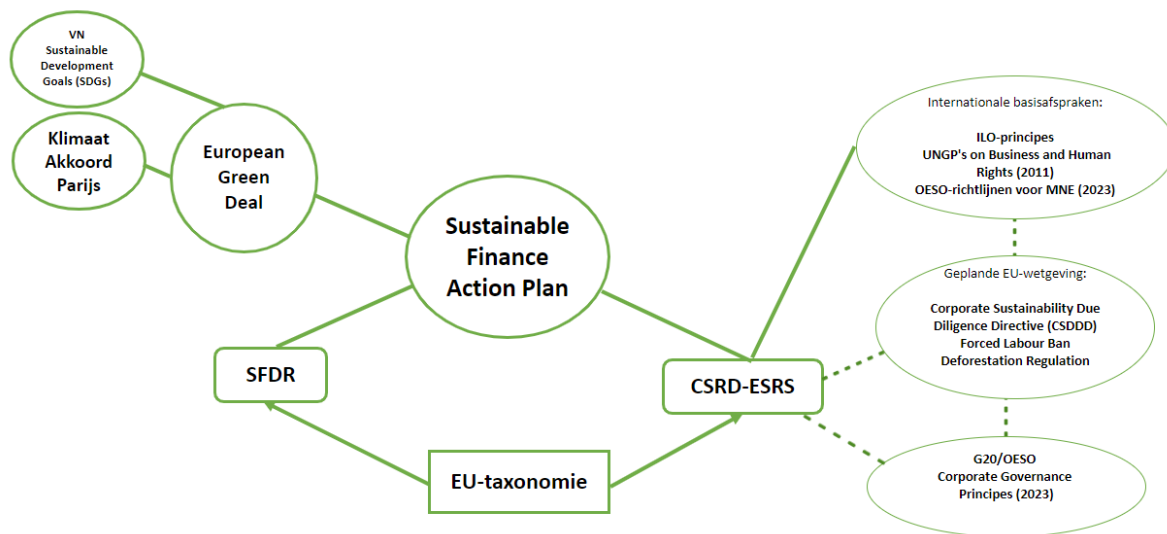 VN
Sustainable
Development
Goals (SDGs)
Klimaat
Akkoord
Parijs
European
Green
Deal
Sustainable
Finance
Action Plan
SFDR
CSRD-ESRS
EU-taxonomie
Internationale basisafspraken:
ILO-principes
UNGP's on Business and Human
Rights (2011)
OESO-richtlijnen voor MNE (2023)
Geplande EU-wetgeving:
Corporate Sustainability Due
Diligence Directive (CSDDD)
Forced Labour Ban
Deforestation Regulation
G20/OESO
Corporate Governance
Principes (2023)